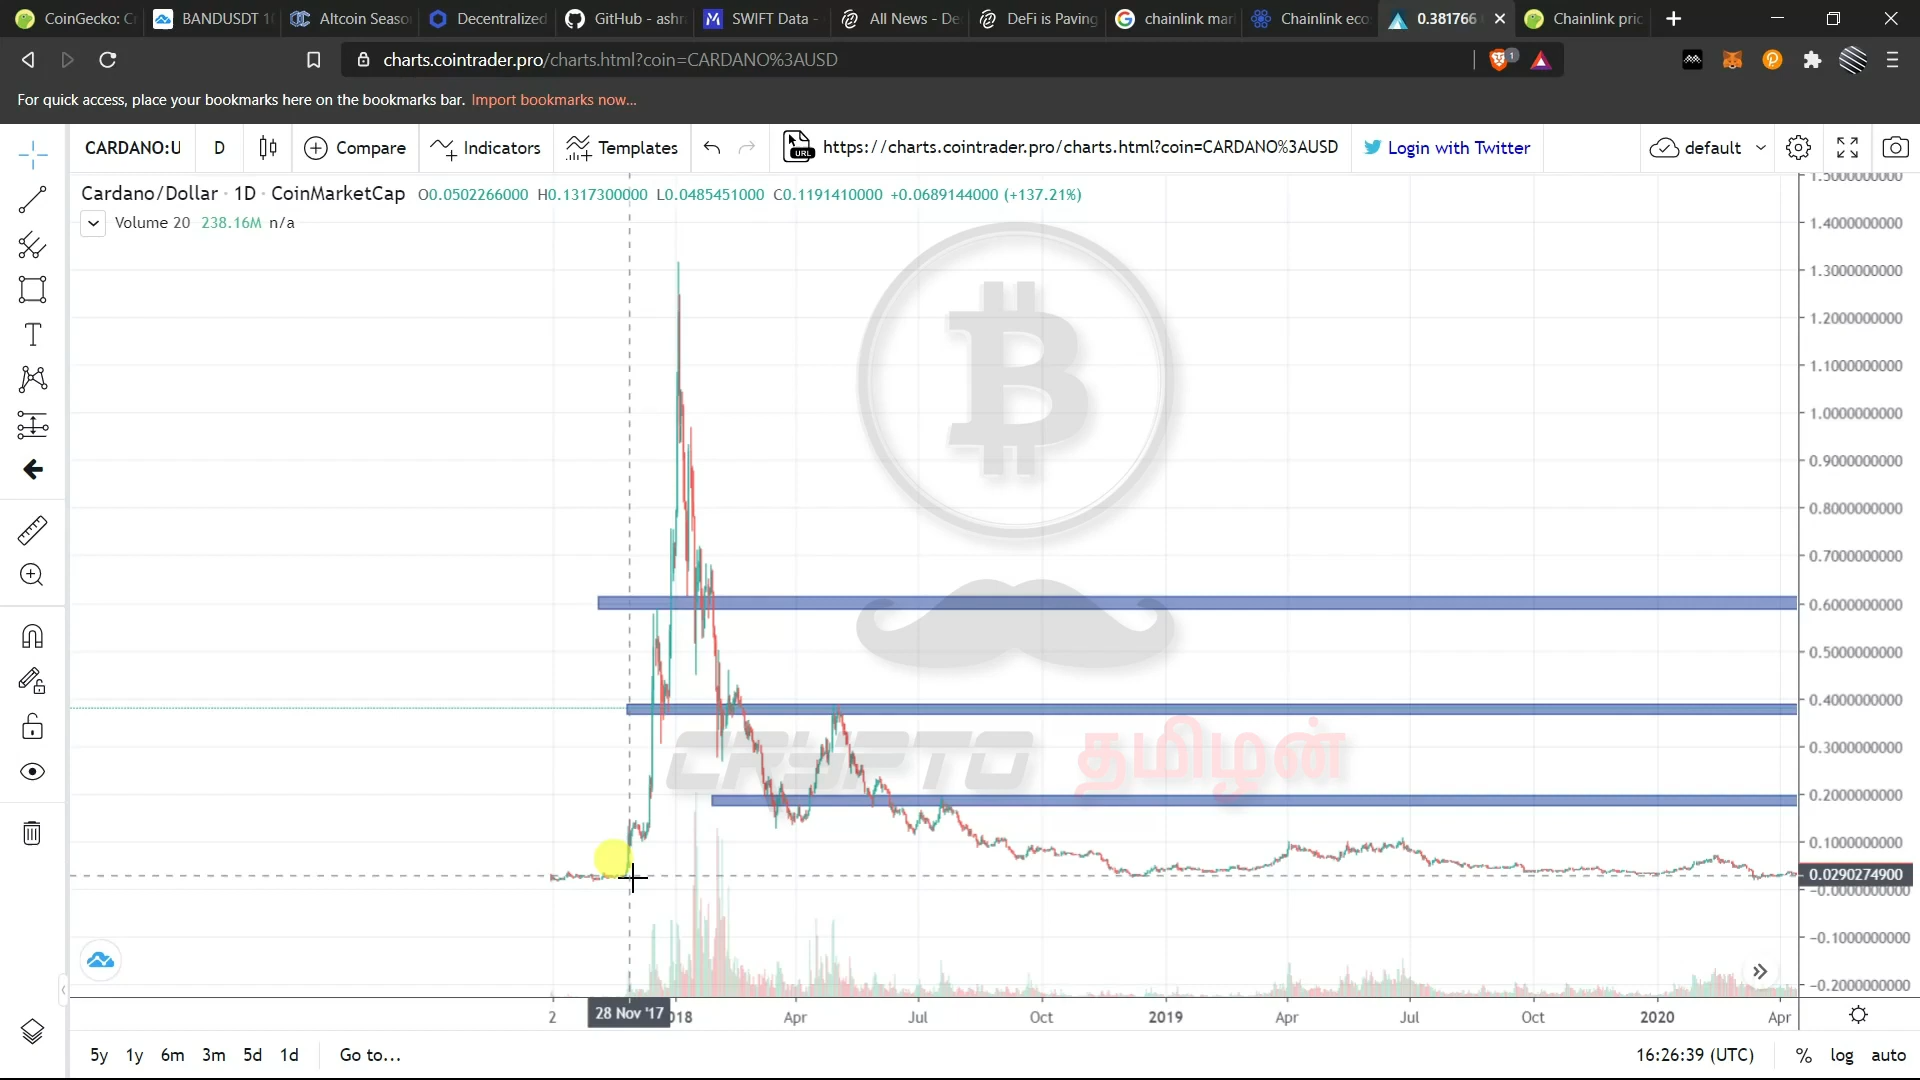 CoinGecko: C
BANDUSDT 1
Altcoin Seaso
Decentralized
GitHub - ashr
SWIFT Data -
All News - De
DeFi is Paving
chainlink mar
Chainlink eco
0.381766
Chainlink pric
charts.cointrader.pro/charts.html?coin=CARDANO%3AUSD
1
For quick access, place your bookmarks here on the bookmarks bar. Import bookmarks now...
CARDANO:U
D
Compare
Indicators
Templates
URL
https://charts.cointrader.pro/charts.html?coin=CARDANO%3AUSD
Login with Twitter
default
Cardano/Dollar · 1D · CoinMarketCap O0.0502266000 H0.1317300000 L0.0485451000 C0.1191410000 +0.0689144000 (+137.21%)
Volume 20 238.16M n/a
1.5000000000
1.4000000000
1.3000000000
1.2000000000
1.1000000000
1.0000000000
0.9000000000
0.8000000000
0.7000000000
0.6000000000
0.5000000000
0.4000000000
0.3000000000
0.2000000000
0.1000000000
0.0290274900
-0.0000000000
-0.1000000000
-0.2000000000
CRYPTO தமிழன்
2
28 Nov '17
018
Apr
Jul
Oct
2019
Apr
Jul
Oct
2020
Apr
5y 1y 6m 3m 5d 1d Go to...
16:26:39 (UTC) % log auto